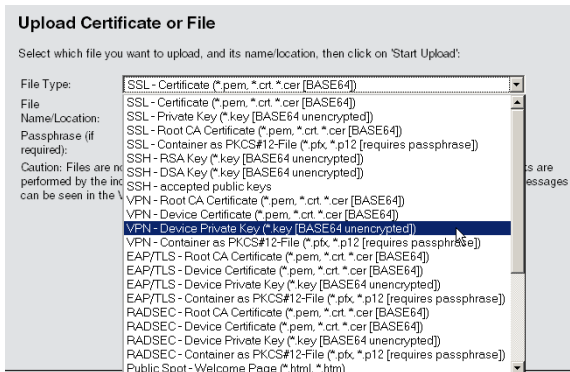 Upload Certificate or File
Select which file you want to upload, and its name/location, then click on 'Start Upload':
File Type: SSL - Certificate (*.pem, *.crt. *.cer [BASE64])
File
Name/Location:
Passphrase (if
required):
Caution: Files are no
ks are
performed by the inc
essages
can be seen in the V
SSL - Certificate (*.pem, *.crt. *.cer [BASE64])
SSL - Private Key (*.key [BASE64 unencrypted])
SSL - Root CA Certificate (*.pem, *.crt. *.cer [BASE64])
SSL - Container as PKCS#12-File (*.pfx, *.p12 [requires passphrase])
SSH - RSA Key (*.key [BASE64 unencrypted])
SSH - DSA Key (*.key [BASE64 unencrypted])
SSH - accepted public keys
VPN - Root CA Certificate (*.pem, *.crt. *.cer [BASE64])
VPN - Device Certificate (*.pem, *.crt. *.cer [BASE64])
VPN - Device Private Key (*.key [BASE64 unencrypted])
VPN - Container as PKCS#12-File (*.pfx, *.p12 [requires passphrase])
EAP/TLS - Root CA Certificate (*.pem, *.crt. *.cer [BASE64])
EAP/TLS - Device Certificate (*.pem, *.crt. *.cer [BASE64])
EAP/TLS - Device Private Key (*.key [BASE64 unencrypted])
EAP/TLS - Container as PKCS#12-File (*.pfx, *.p12 [requires passphrase])
RADSEC - Root CA Certificate (*.pem, *.crt. *.cer [BASE64])
RADSEC - Device Certificate (*.pem, *.crt. *.cer [BASE64])
RADSEC - Device Private Key (*.key [BASE64 unencrypted])
RADSEC - Container as PKCS#12-File (*.pfx, *.p12 [requires passphrase])
Public Spot - Welcome Page (*.html, *.htm)